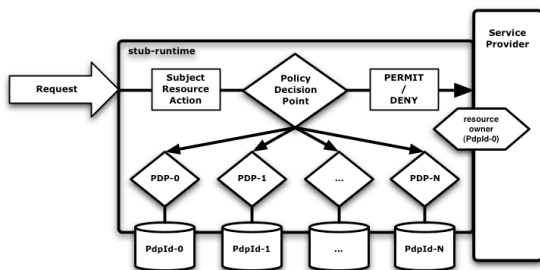 Service
Provider
stub-runtime
Request
Subject
Resource
Action
Policy
Decision
Point
PERMIT
/
DENY
resource
owner
(PdpId-0)
PDP-0
PDP-1
...
PDP-N
PdpId-0
PdpId-1
...
PdpId-N